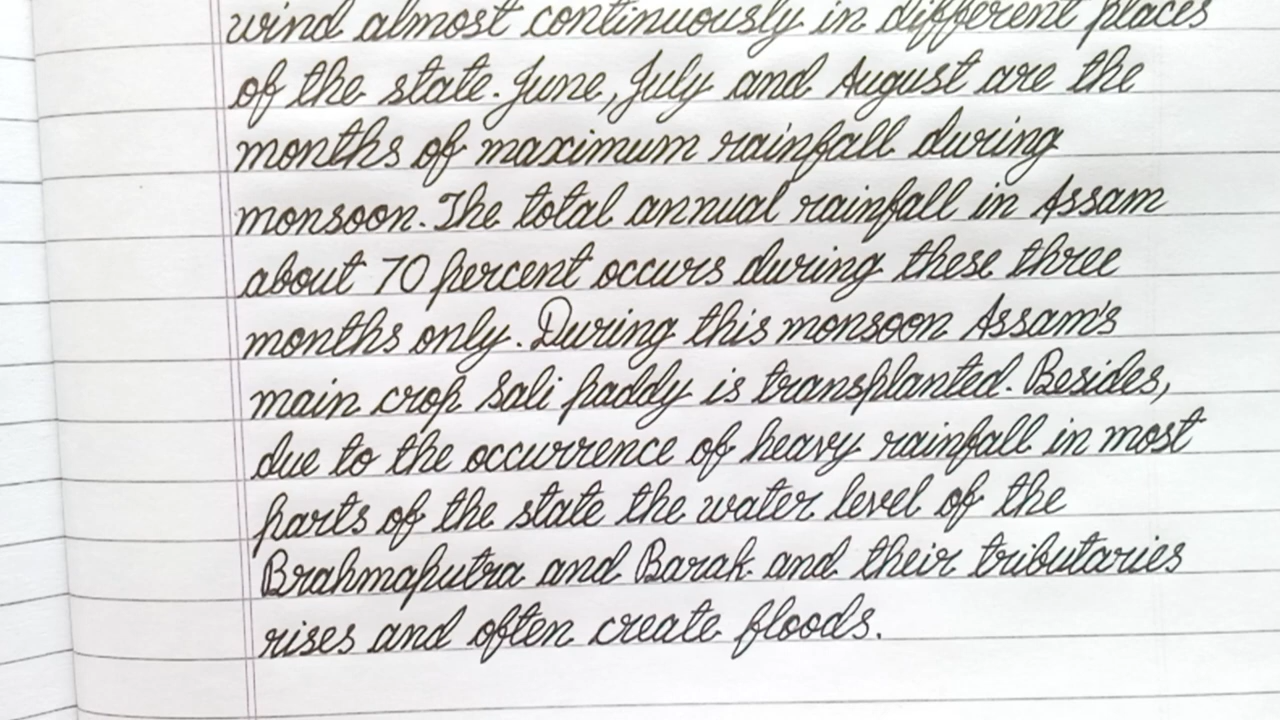 wind almost continuously in different places
of the state. June, July and August are the
months of maximum rainfall during
monsoon. The total annual rainfall in Assam
about 70 percent occurs during these three
months only. During this monsoon Assam's
main crop Sali paddy is transplanted. Besides,
due to the occurrence of heavy rainfall in most
parts of the state the water level of the
Brahmaputra and Barak and their tributaries
rises and often create floods.